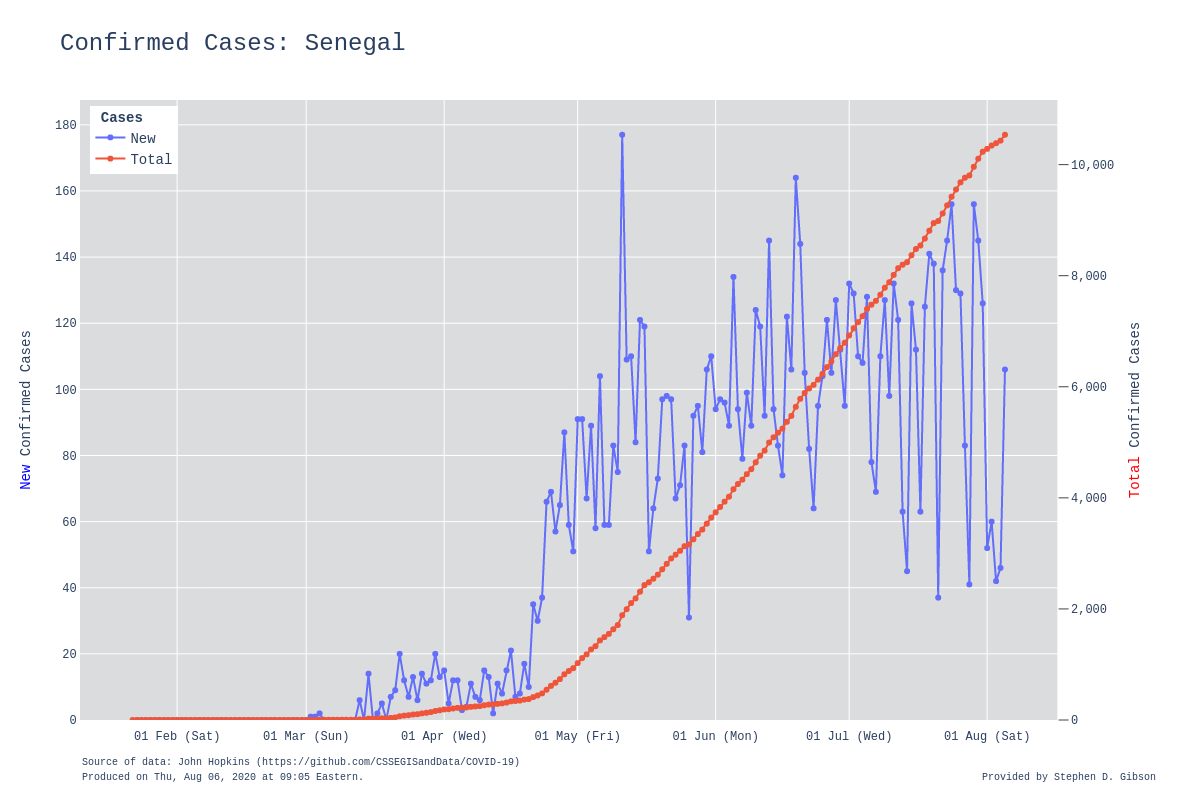 Confirmed Cases: Senegal
Cases
New
Total
180
160
140
120
100
80
60
40
20
0
New Confirmed Cases
10,000
8,000
6,000
4,000
2,000
0
Total Confirmed Cases
01 Feb (Sat)
01 Mar (Sun)
01 Apr (Wed)
01 May (Fri)
01 Jun (Mon)
01 Jul (Wed)
01 Aug (Sat)
Source of data: John Hopkins (https://github.com/CSSEGISandData/COVID-19)
Produced on Thu, Aug 06, 2020 at 09:05 Eastern.
Provided by Stephen D. Gibson